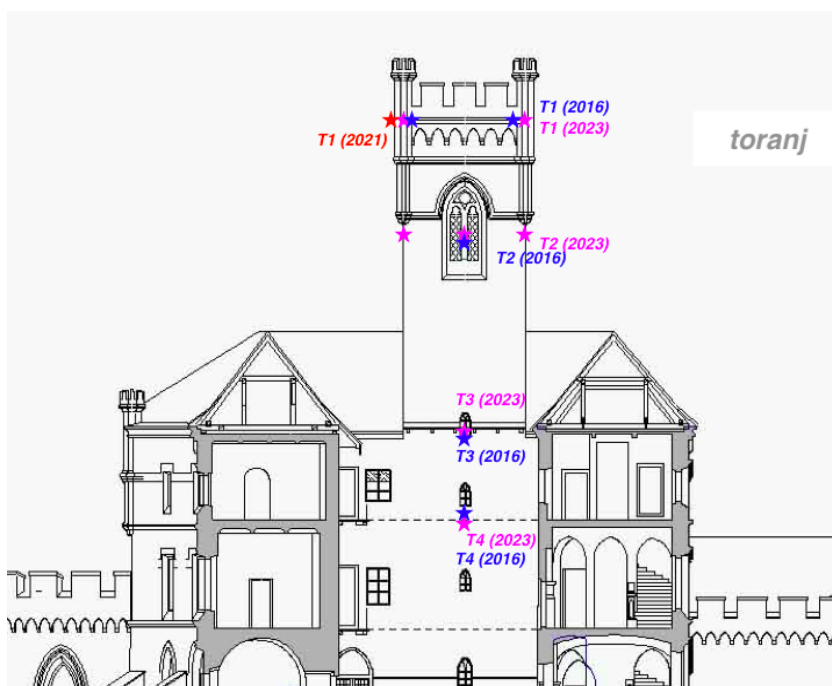 T1 (2016)
T1 (2023)
T1 (2021)
toranj
T2 (2023)
T2 (2016)
T3 (2023)
T3 (2016)
T4 (2023)
T4 (2016)